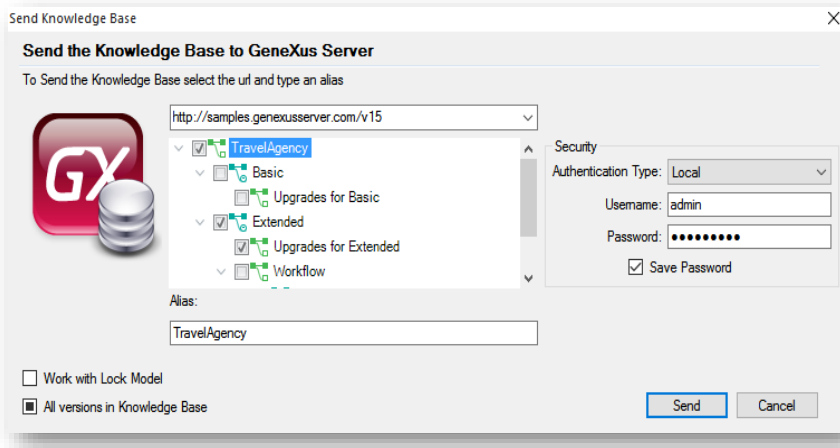 Send Knowledge Base
Send the Knowledge Base to GeneXus Server
To Send the Knowledge Base select the url and type an alias
http://samples.genexusserver.com/v15
GX
TravelAgency
Basic
Upgrades for Basic
Extended
Upgrades for Extended
Workflow
Security
Authentication Type: Local
Username: admin
Password: •••••••••
Save Password
Alias:
TravelAgency
Work with Lock Model
All versions in Knowledge Base
Send Cancel